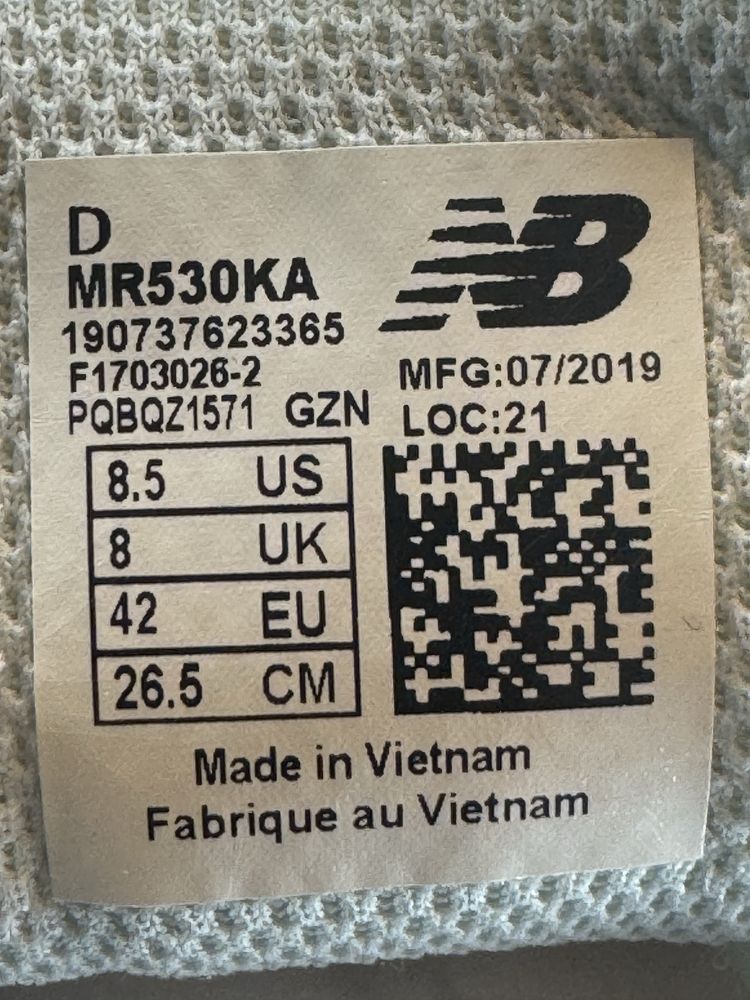 D
MR530KA
190737623365
F1703026-2
MFG:07/2019
PQBQZ1571 GZN
LOC:21
8.5 US
8 UK
42 EU
26.5 CM
NB
Made in Vietnam
Fabrique au Vietnam